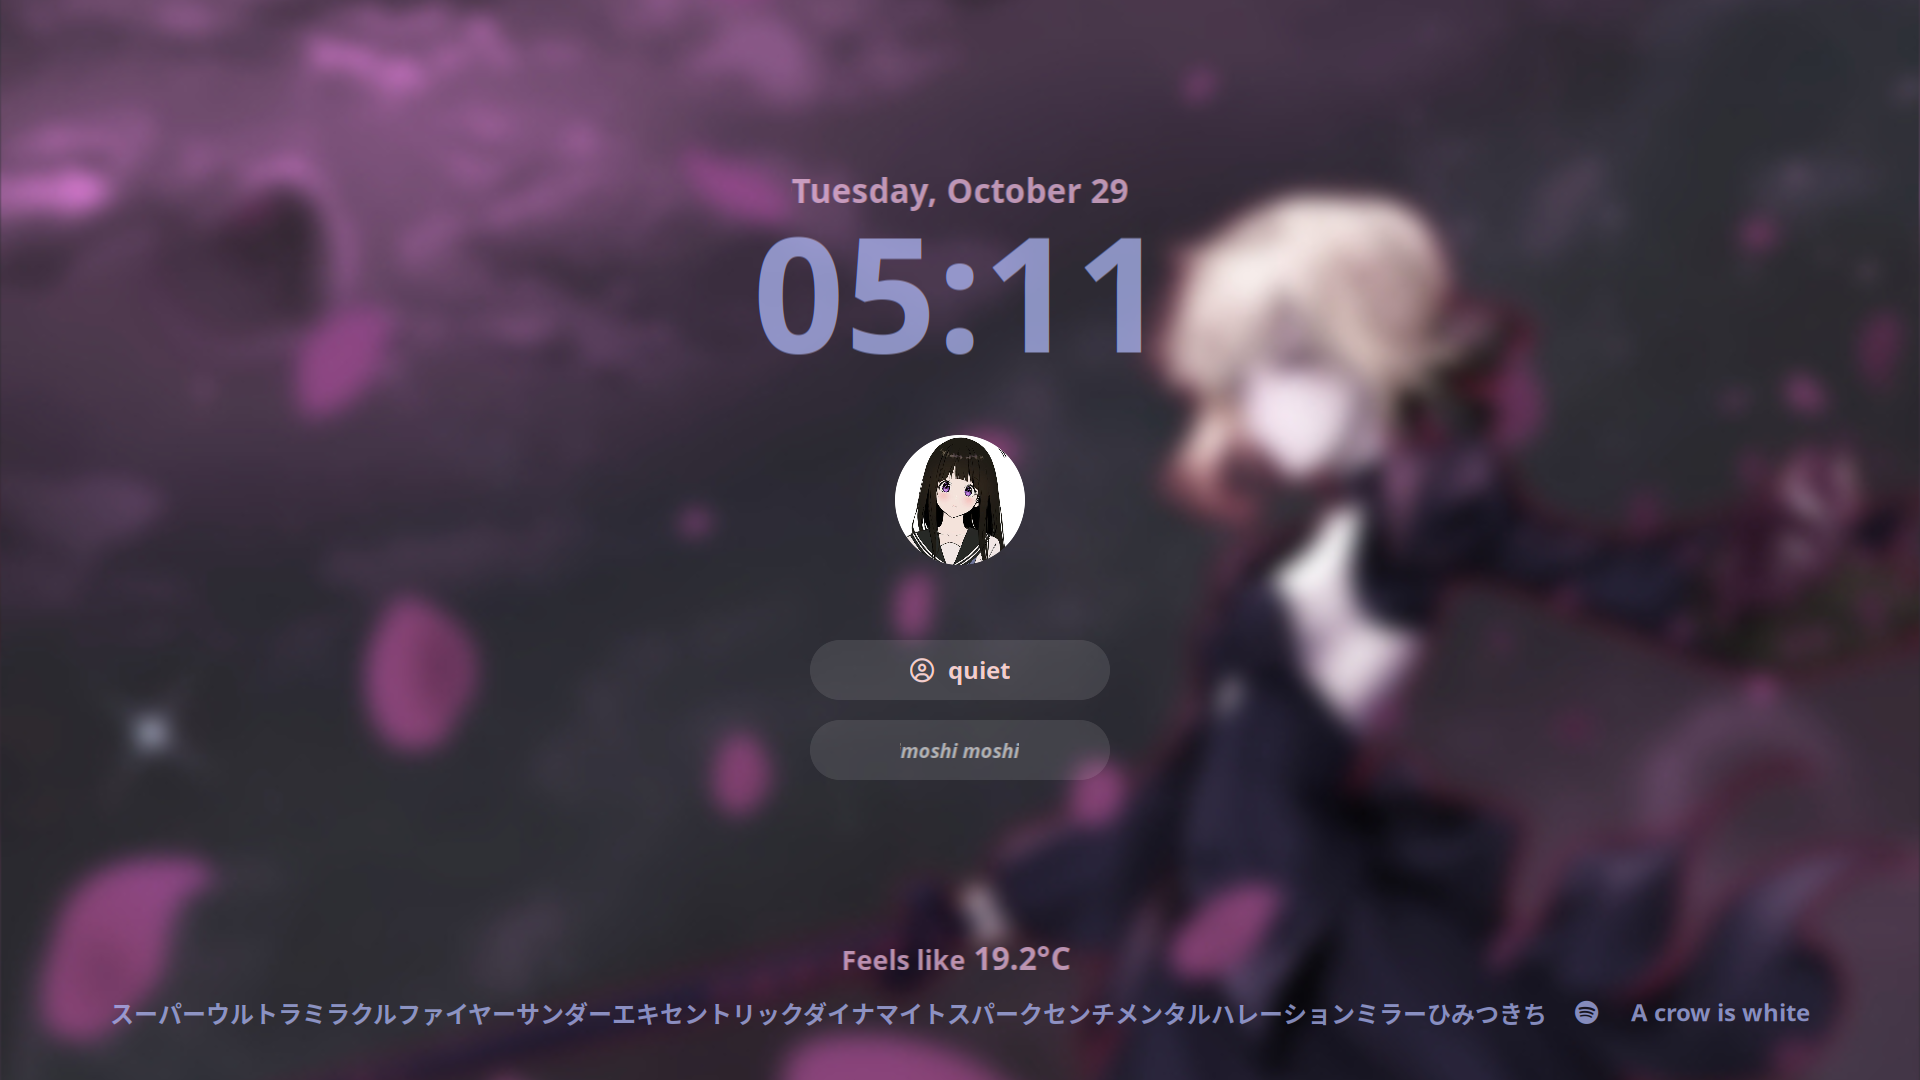 Tuesday, October 29
05:11
quiet
moshi moshi
Feels like 19.2°C
スーパーウルトラミラクルファイヤーサンダーエキセントリックダイナマイトスパークセンチメンタルハレーションミラーひみつきち A crow is white